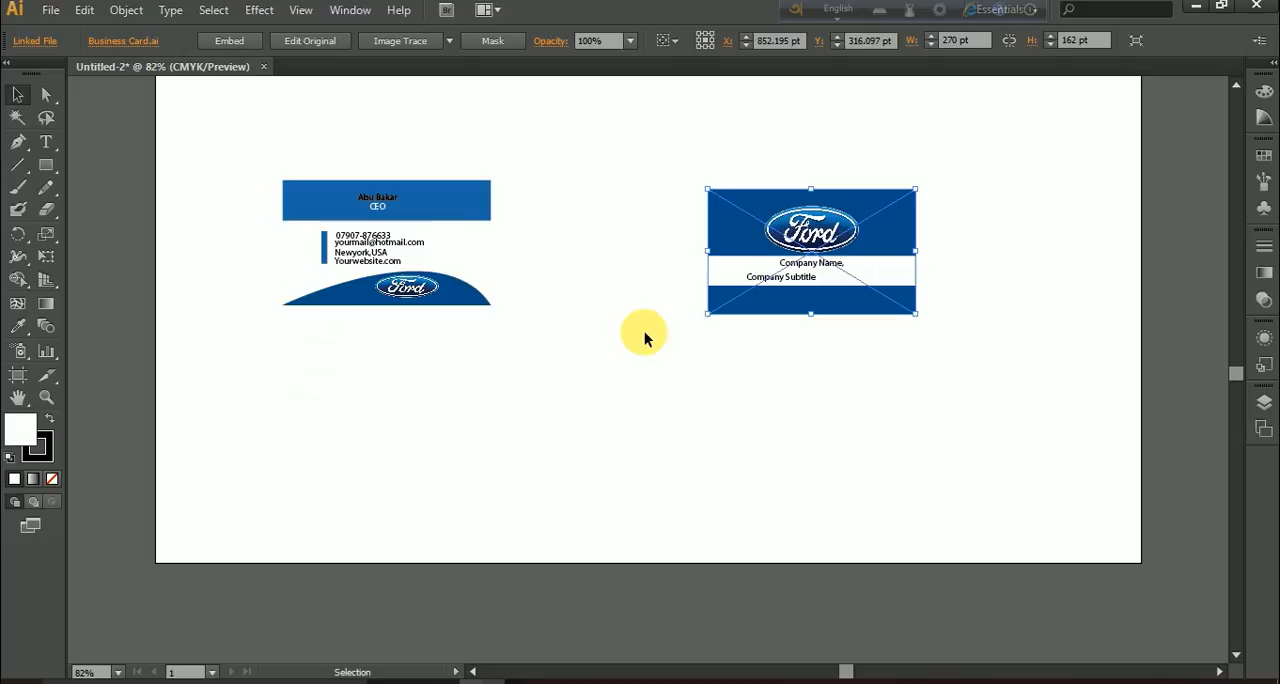 Ai File Edit Object Type Select Effect View Window Help Br English Essentials
Linked File Business Card.ai Embed Edit Original Image Trace Mask Opacity: 100% X: 852.195 pt Y: 316.097 pt W: 270 pt H: 162 pt
Untitled-2* @ 82% (CMYK/Preview) ×
Abu Bakar
CEO
07907-876633
yourmail@hotmail.com
Newyork,USA
Yourwebsite.com
Ford
Ford
Company Name,
Company Subtitle
82% 1 Selection